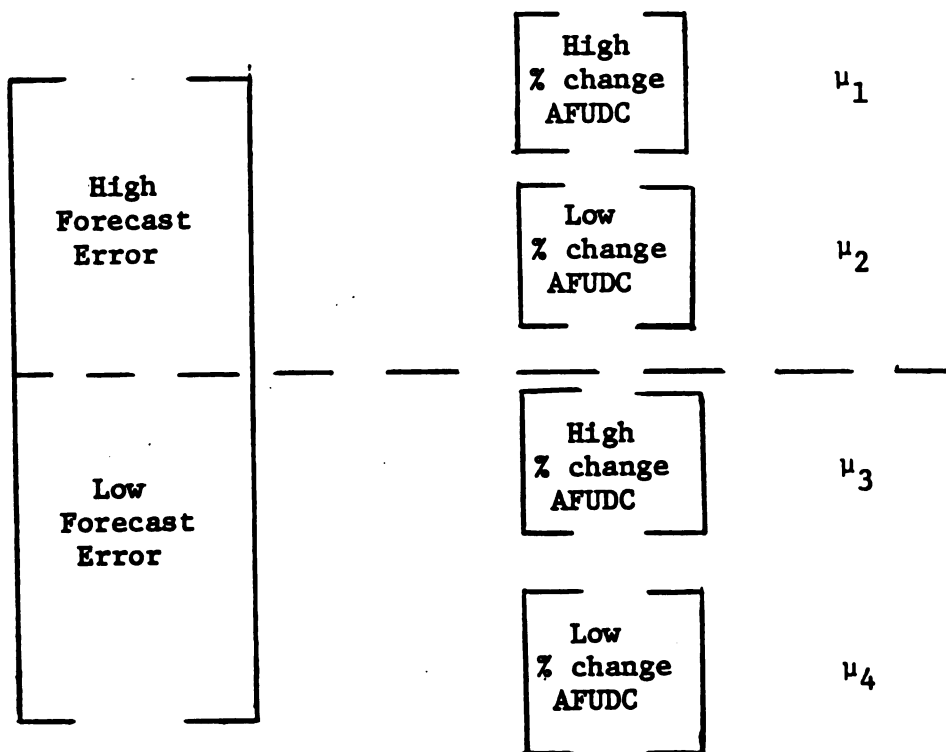 High
% change
AFUDC
μ1
High
Forecast
Error
Low
% change
AFUDC
μ2
High
% change
AFUDC
μ3
Low
Forecast
Error
Low
% change
AFUDC
μ4